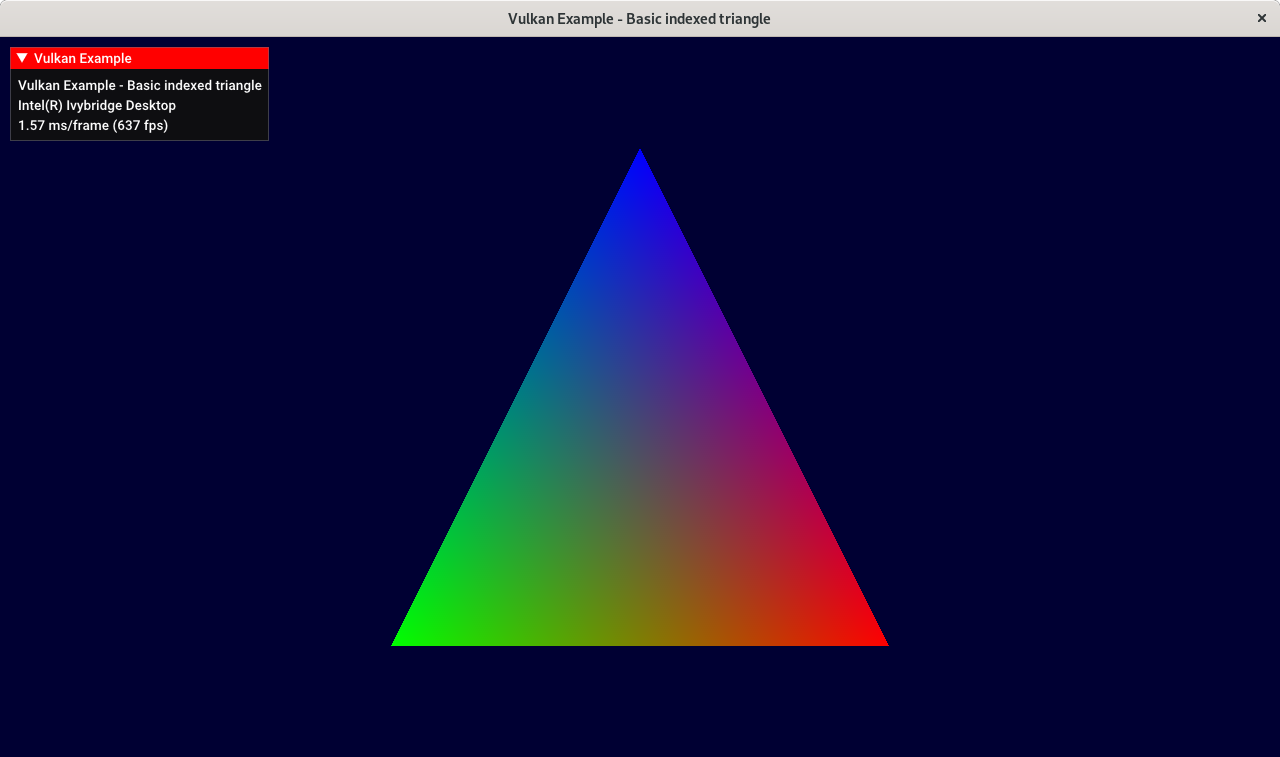 Vulkan Example - Basic indexed triangle
Vulkan Example
Vulkan Example - Basic indexed triangle
Intel(R) Ivybridge Desktop
1.57 ms/frame (637 fps)